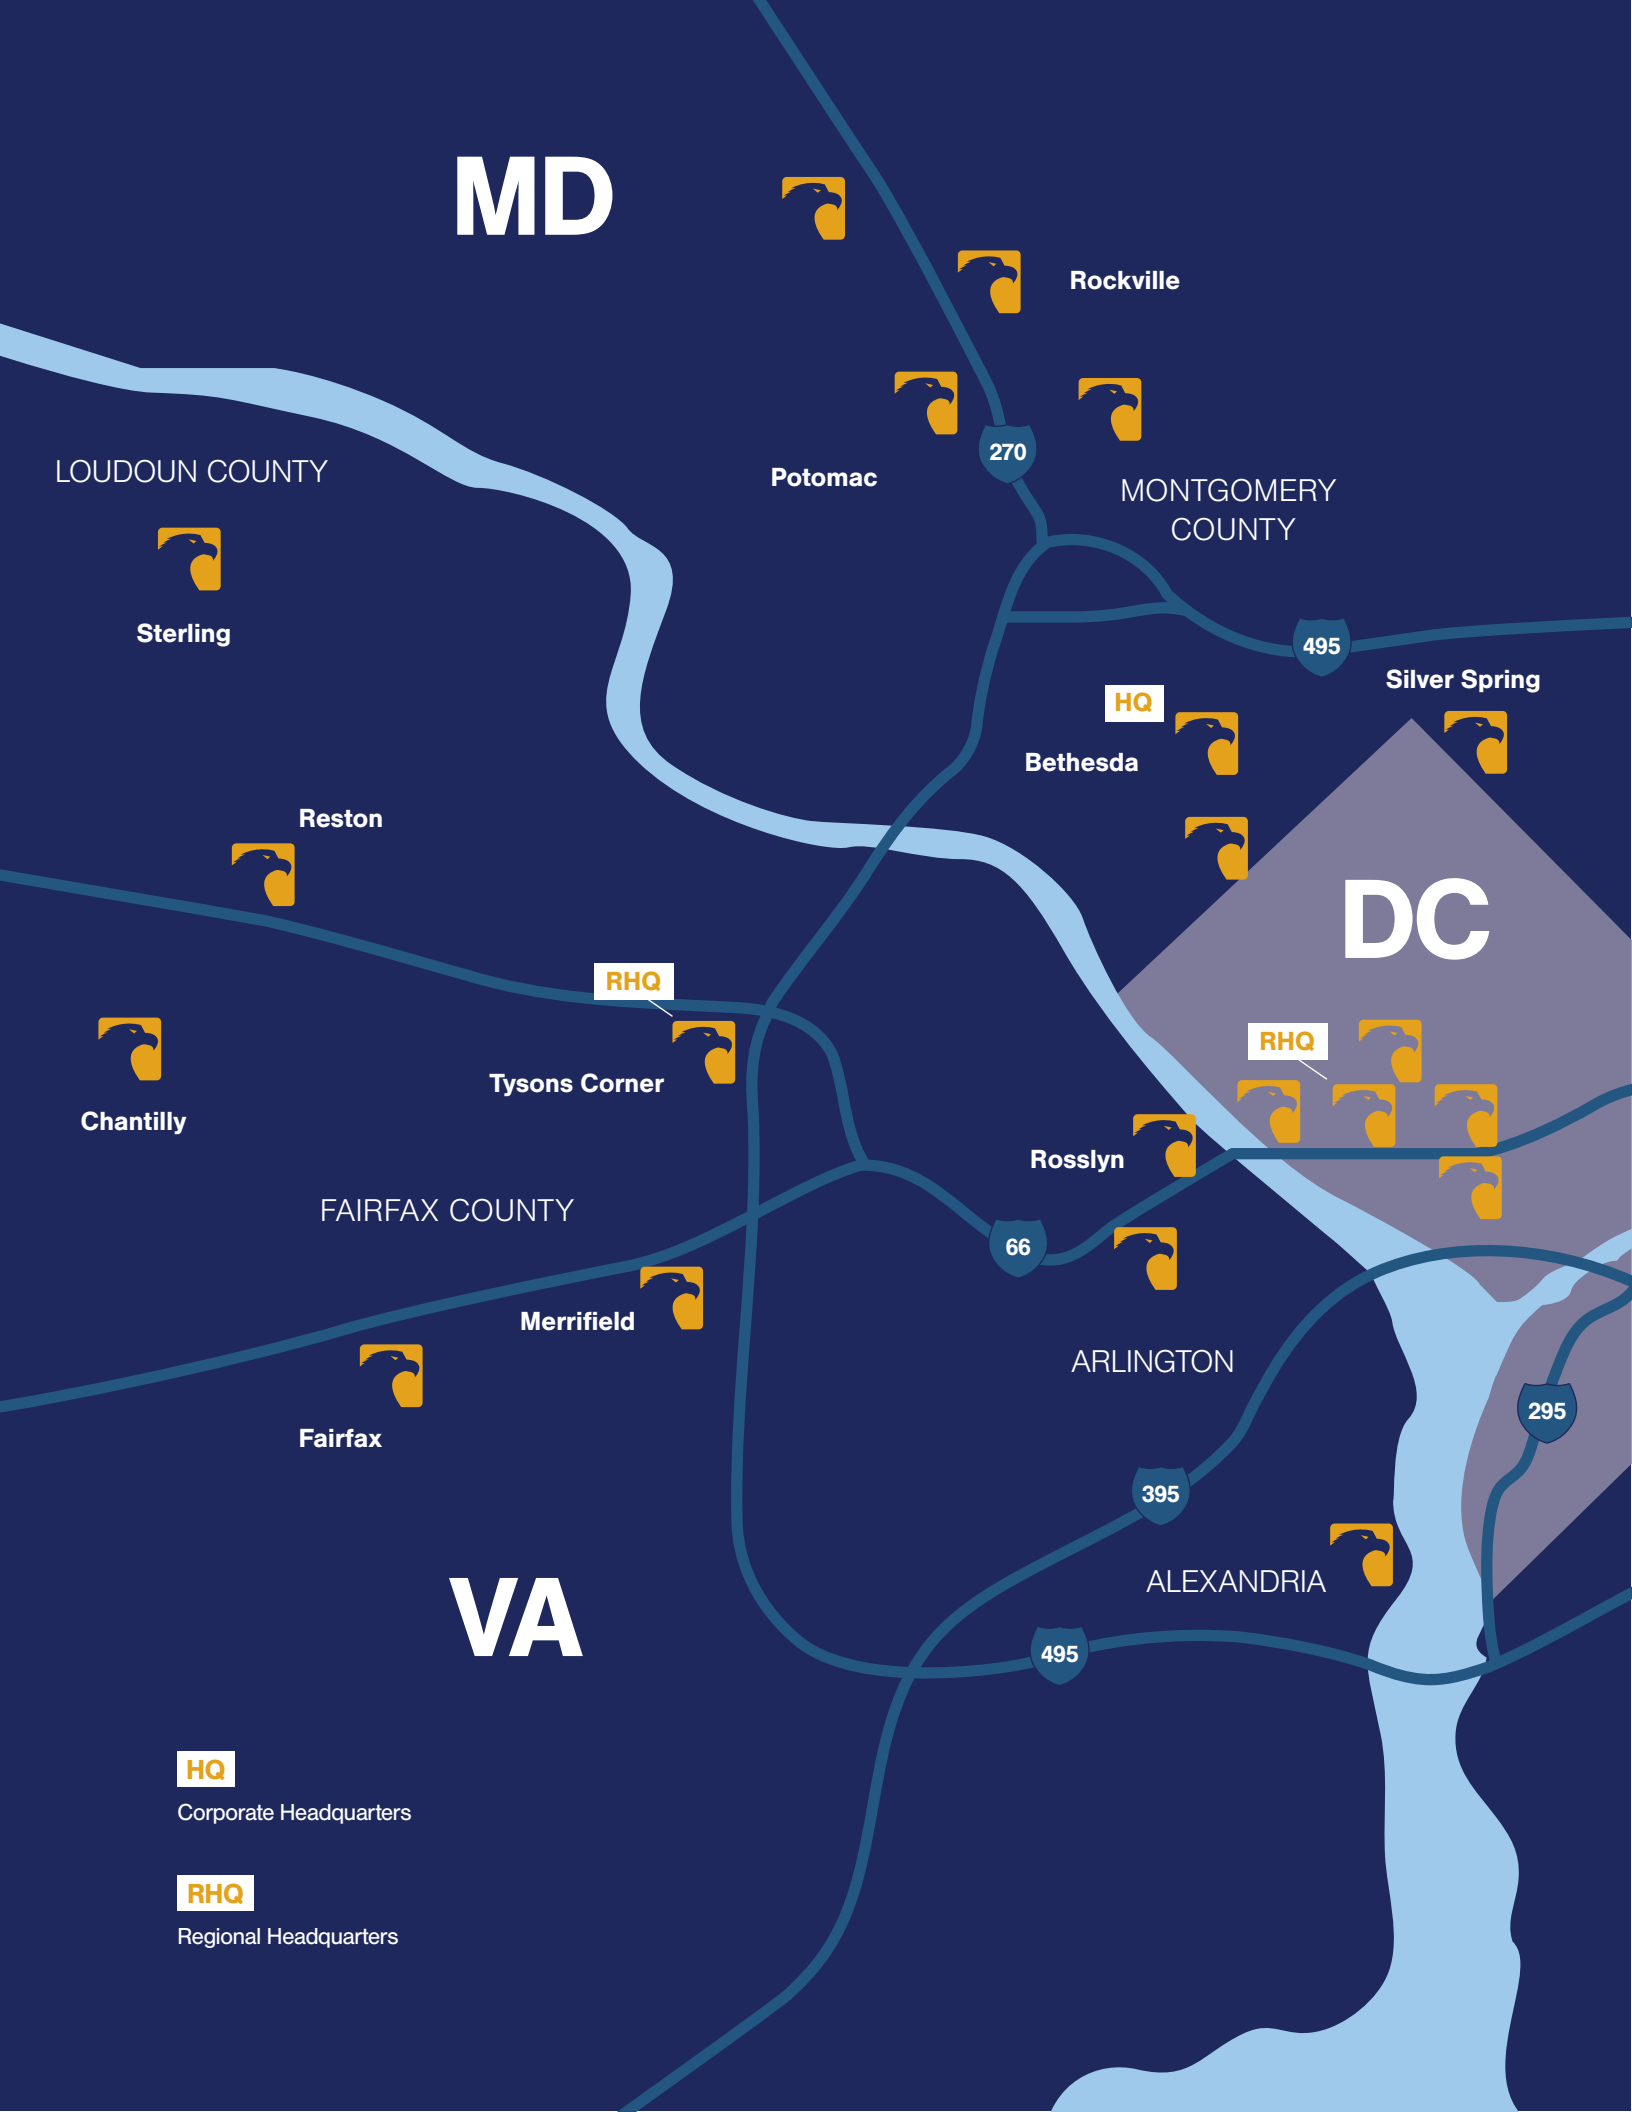 MD
Rockville
270
Potomac
LOUDOUN COUNTY
MONTGOMERY
COUNTY
Sterling
495
Silver Spring
HQ
Bethesda
Reston
DC
RHQ
Tysons Corner
RHQ
Chantilly
Rosslyn
FAIRFAX COUNTY
66
Merrifield
ARLINGTON
Fairfax
295
395
ALEXANDRIA
VA
495
HQ
Corporate Headquarters
RHQ
Regional Headquarters